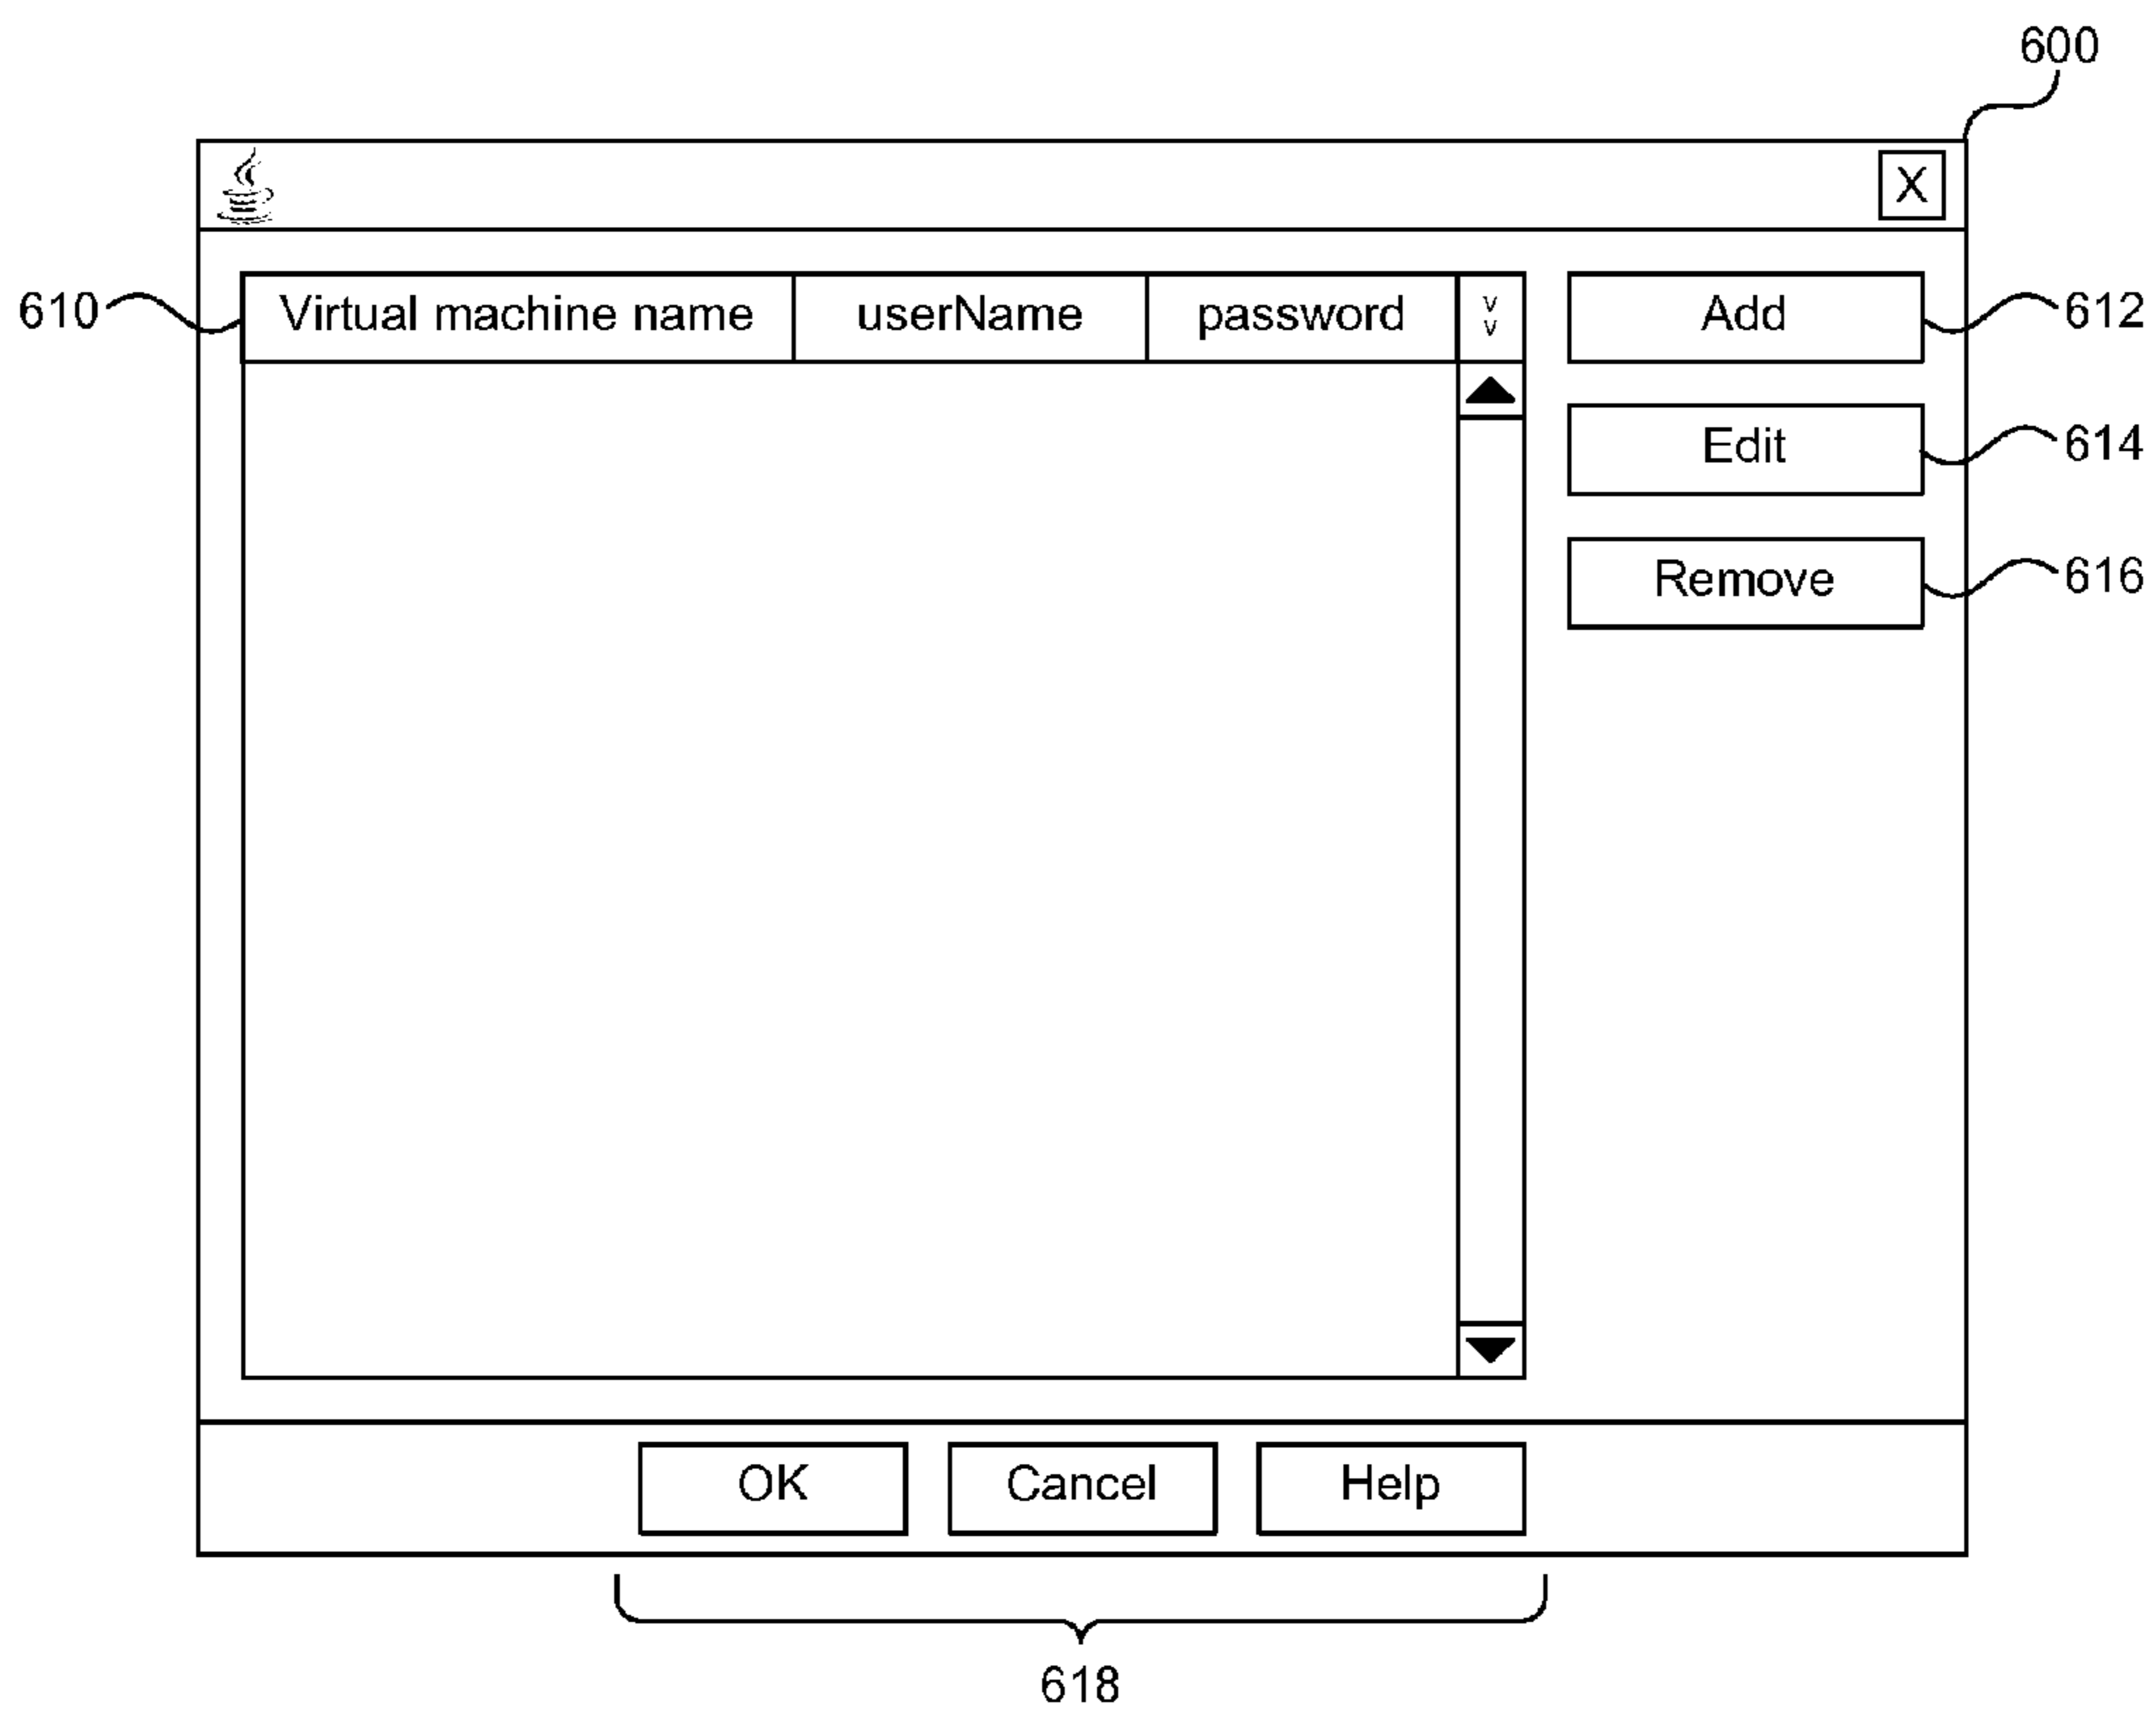 600
X
610 Virtual machine name userName password v v Add 612
Edit 614
Remove 616
OK Cancel Help
618